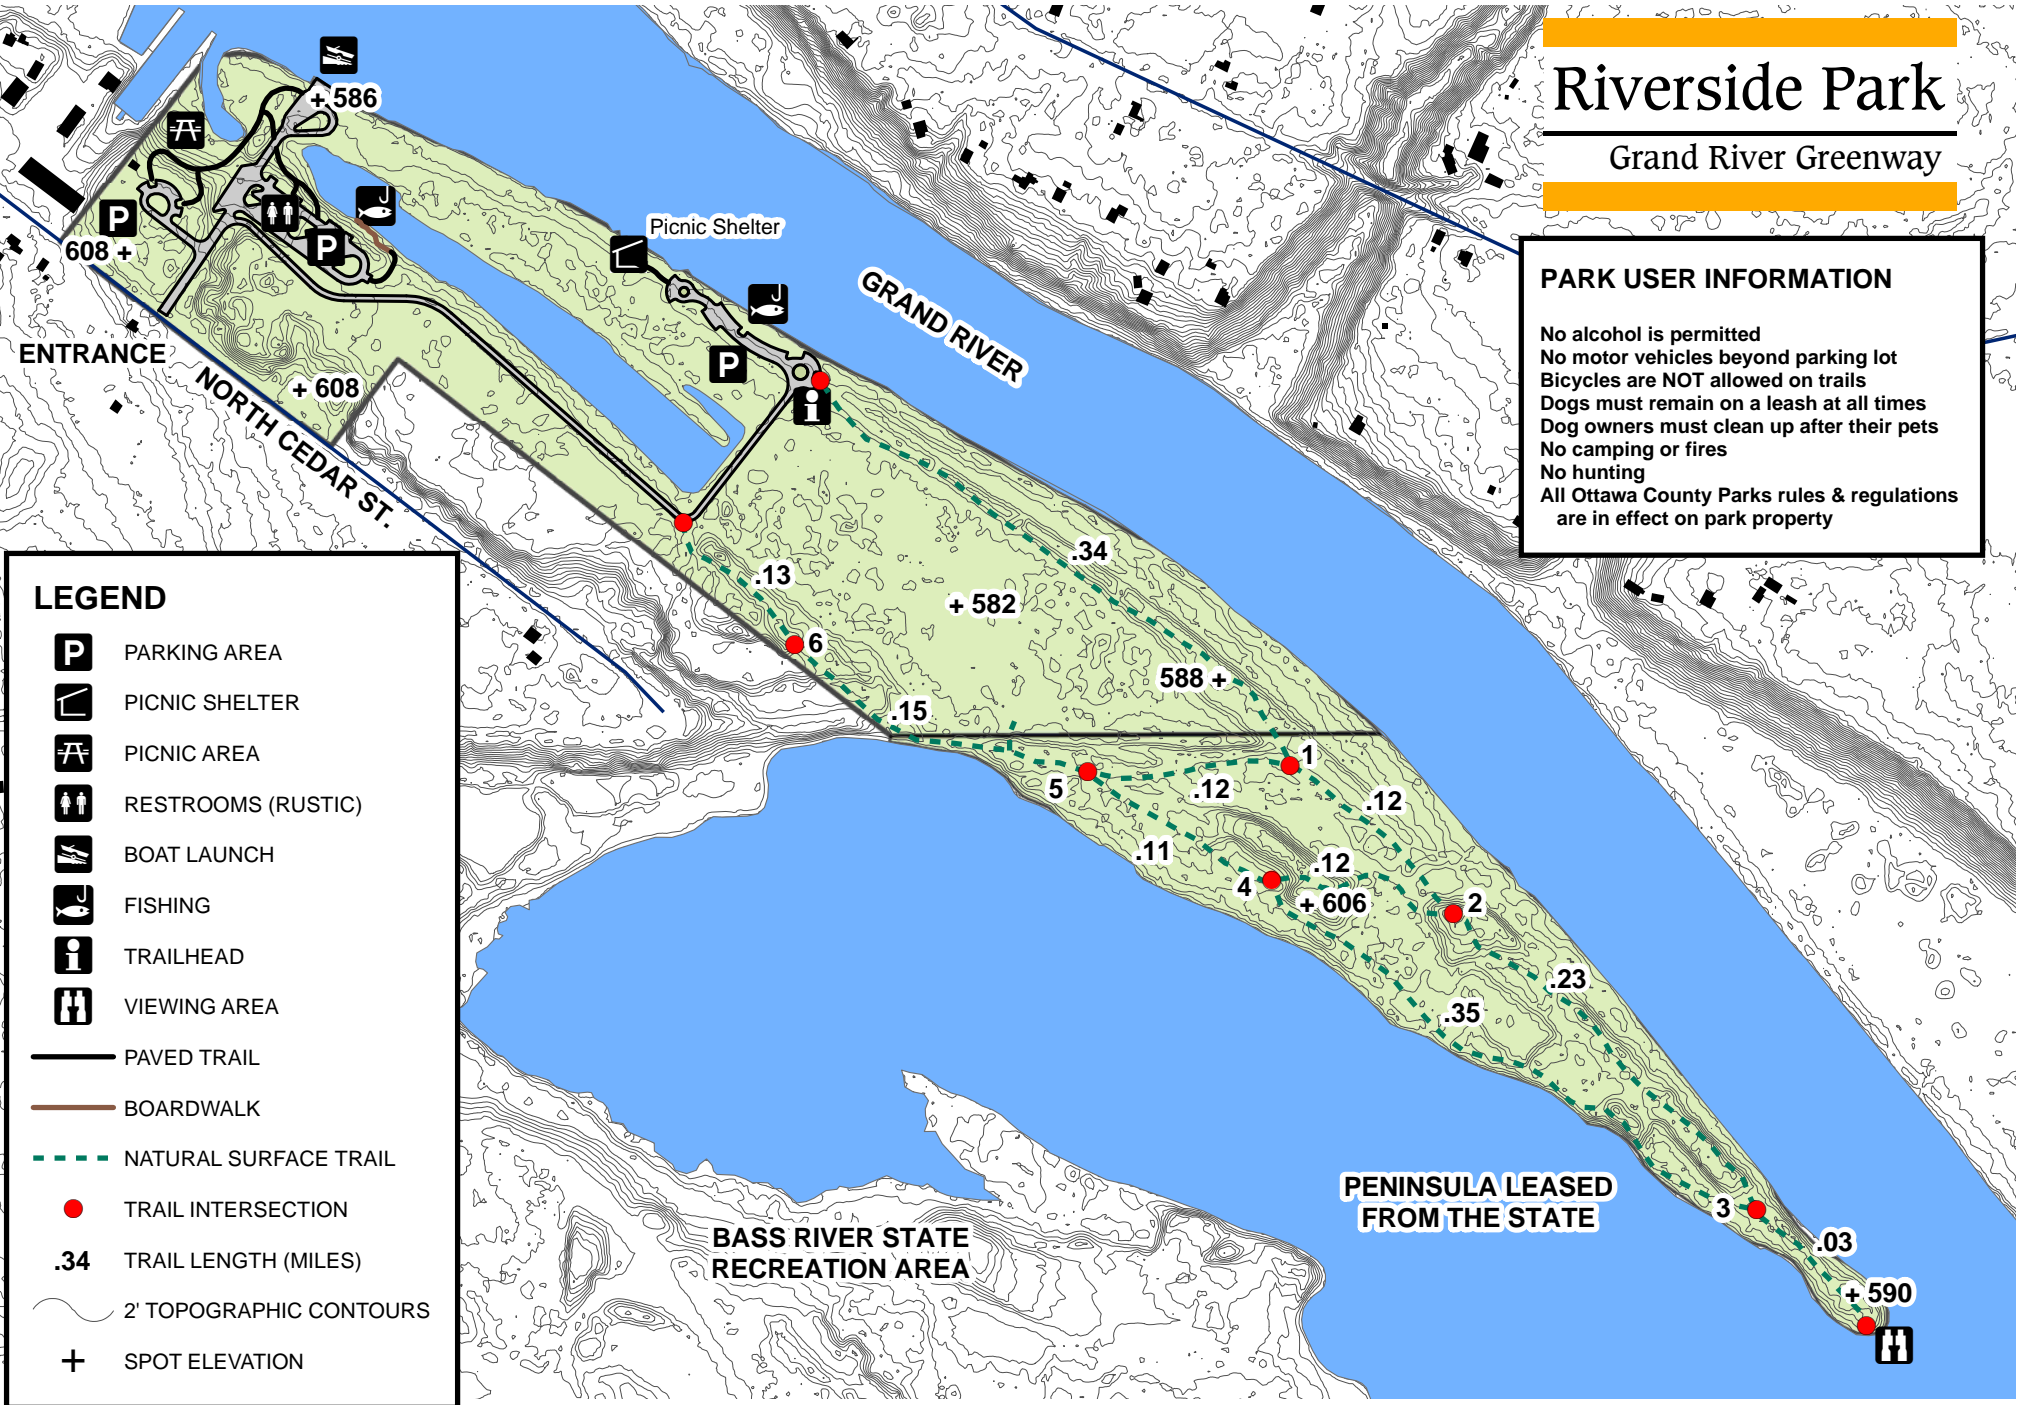 Riverside Park
Grand River Greenway
PARK USER INFORMATION
No alcohol is permitted
No motor vehicles beyond parking lot
Bicycles are NOT allowed on trails
Dogs must remain on a leash at all times
Dog owners must clean up after their pets
No camping or fires
No hunting
All Ottawa County Parks rules & regulations
are in effect on park property
+ 586
P
608 +
P
ENTRANCE
NORTH CEDAR ST.
+ 608
Picnic Shelter
P
i
GRAND RIVER
.34
.13
+ 582
6
588 +
.15
1
5
.12
.12
.11
.12
4
+ 606
2
.23
.35
3
.03
+ 590
PENINSULA LEASED
FROM THE STATE
BASS RIVER STATE
RECREATION AREA
LEGEND
P PARKING AREA
PICNIC SHELTER
PICNIC AREA
RESTROOMS (RUSTIC)
BOAT LAUNCH
FISHING
i TRAILHEAD
VIEWING AREA
PAVED TRAIL
BOARDWALK
NATURAL SURFACE TRAIL
TRAIL INTERSECTION
.34 TRAIL LENGTH (MILES)
2' TOPOGRAPHIC CONTOURS
+ SPOT ELEVATION